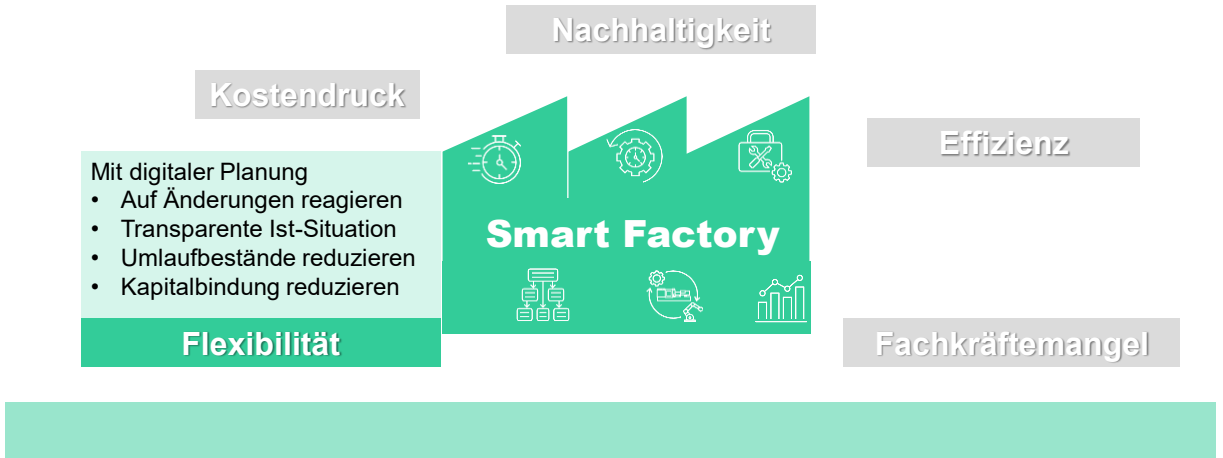 Nachhaltigkeit
Kostendruck
Effizienz
Mit digitaler Planung
• Auf Änderungen reagieren
• Transparente Ist-Situation
• Umlaufbestände reduzieren
• Kapitalbindung reduzieren
Smart Factory
Flexibilität
Fachkräftemangel